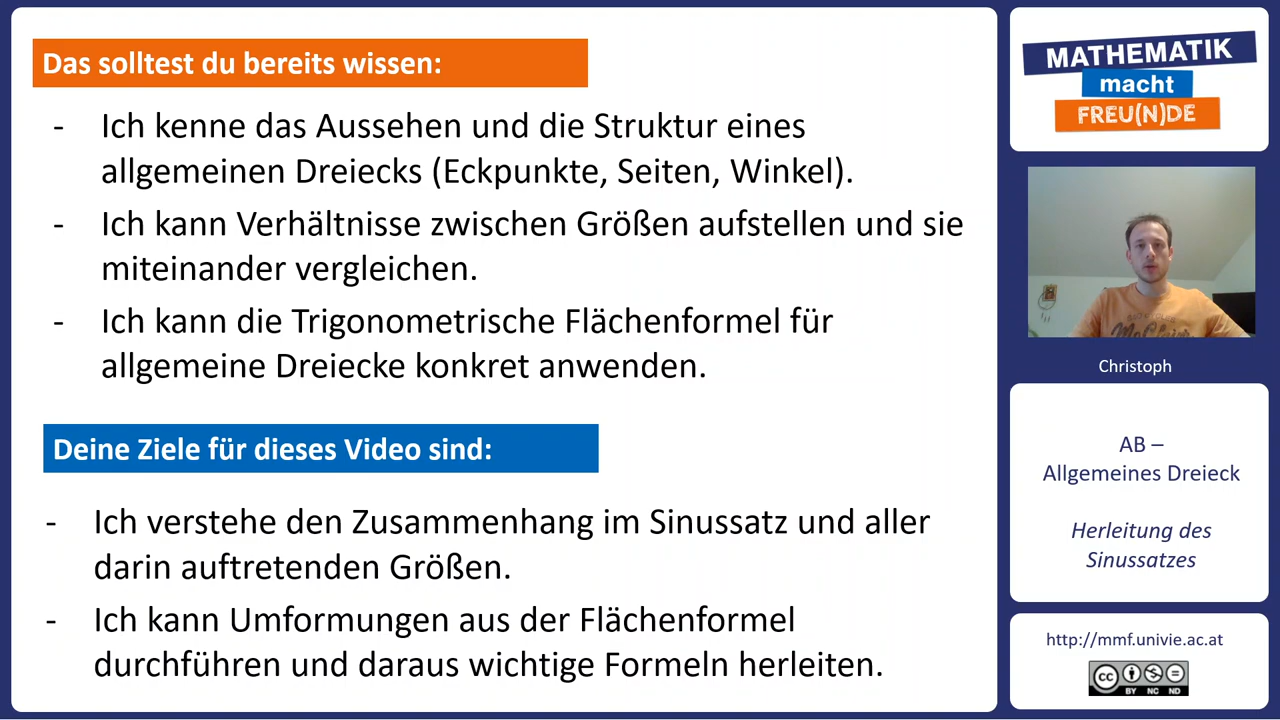 Das solltest du bereits wissen:
- Ich kenne das Aussehen und die Struktur eines
allgemeinen Dreiecks (Eckpunkte, Seiten, Winkel).
- Ich kann Verhältnisse zwischen Größen aufstellen und sie
miteinander vergleichen.
- Ich kann die Trigonometrische Flächenformel für
allgemeine Dreiecke konkret anwenden.
Deine Ziele für dieses Video sind:
- Ich verstehe den Zusammenhang im Sinussatz und aller
darin auftretenden Größen.
- Ich kann Umformungen aus der Flächenformel
durchführen und daraus wichtige Formeln herleiten.
MATHEMATIK
macht
FREU(N)DE
Christoph
AB –
Allgemeines Dreieck
Herleitung des
Sinussatzes
http://mmf.univie.ac.at
cc
BY NC ND